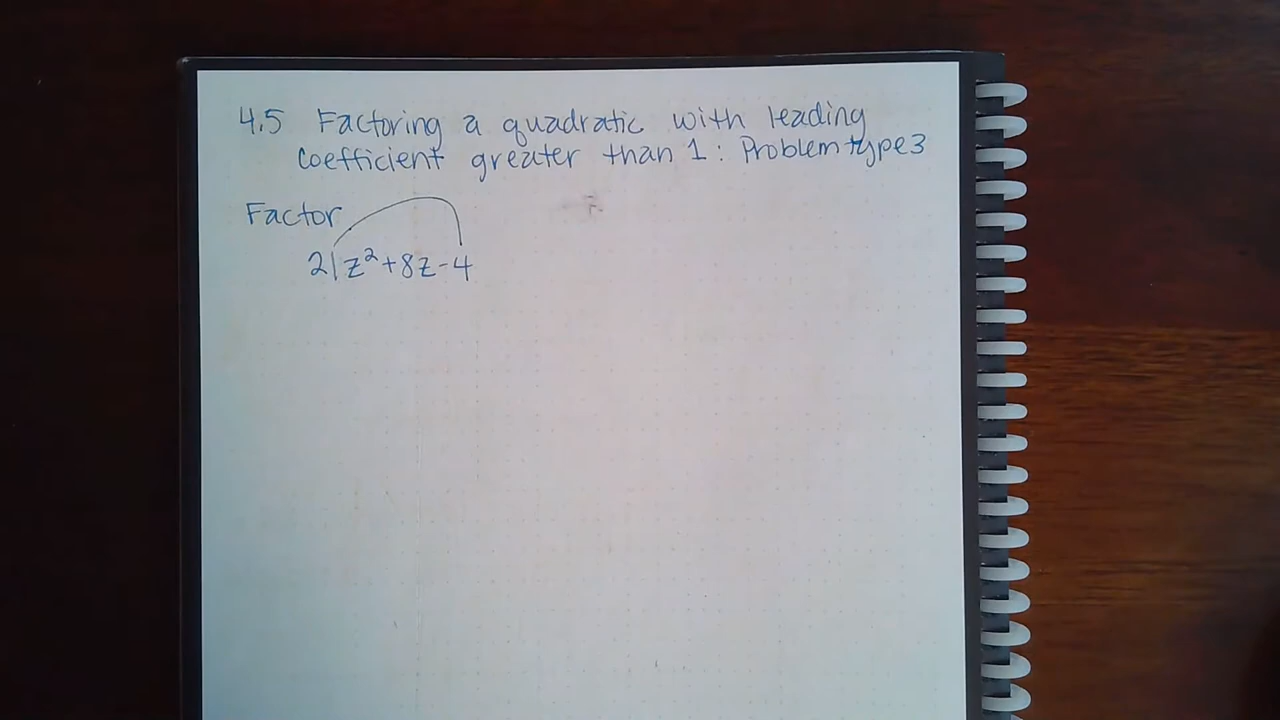 4.5 Factoring a quadratic with leading
coefficient greater than 1: Problem type 3
Factor
21z²+8z-4